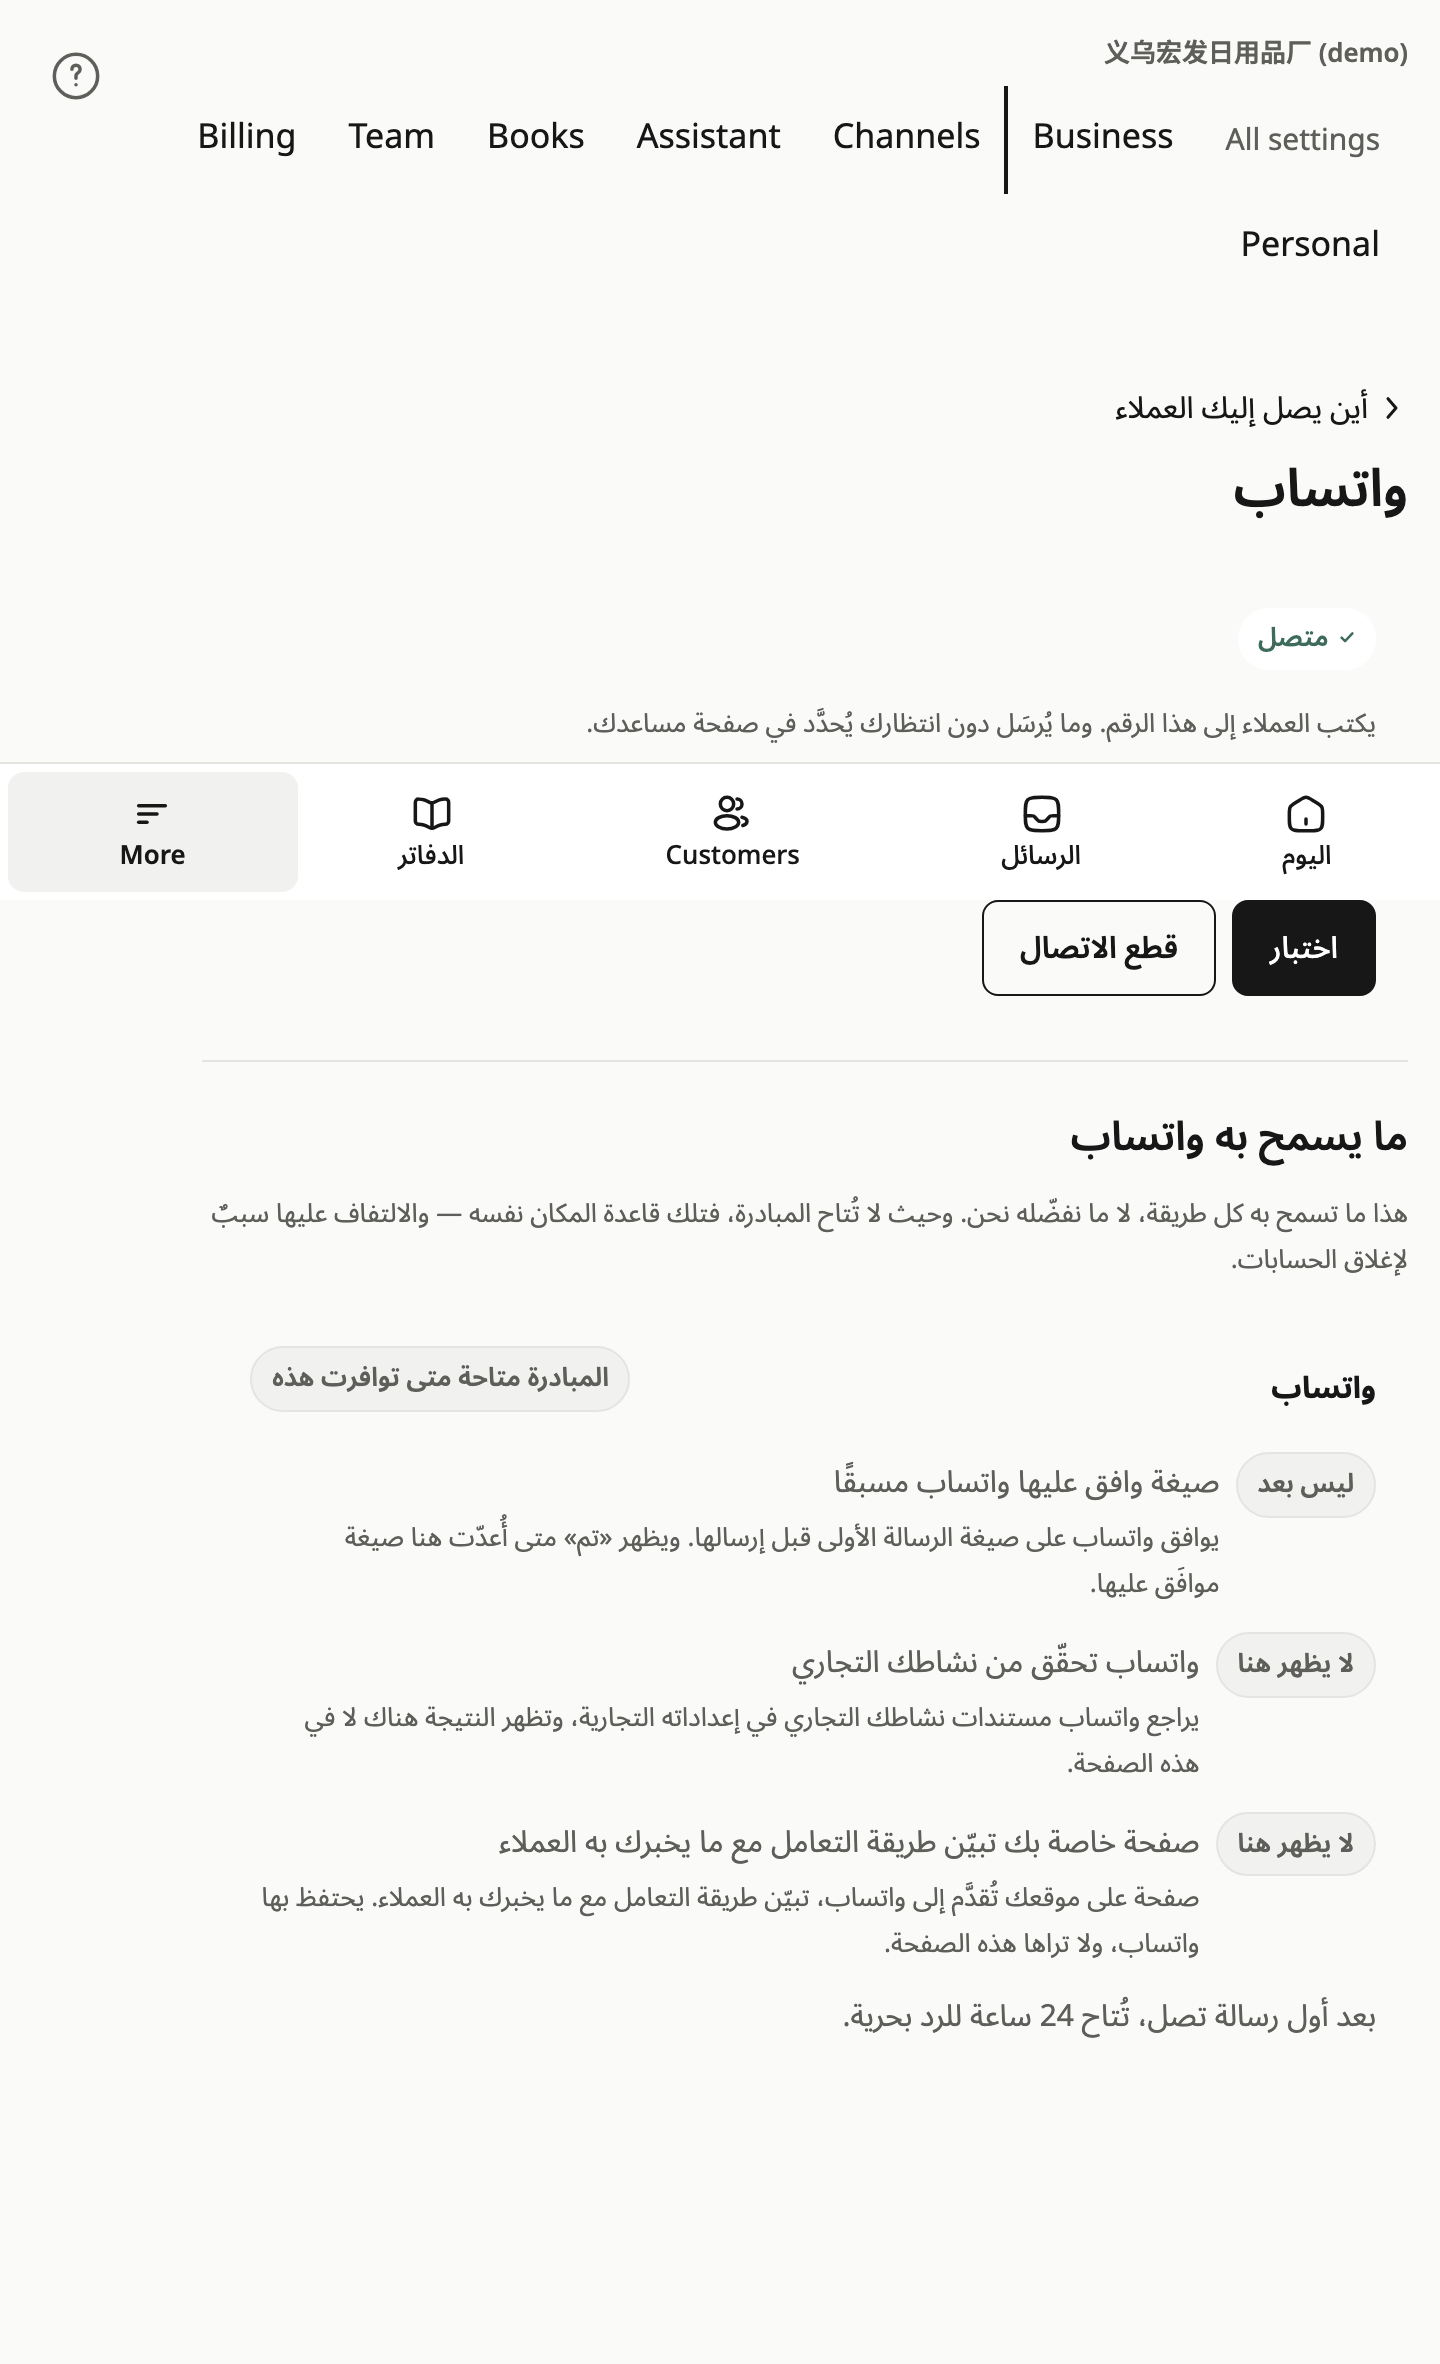 义乌宏发日用品厂 (demo)
All settings
Business
Channels
Assistant
Books
Team
Billing
Personal
أين يصل إليك العملاء
واتساب
متصل
يكتب العملاء إلى هذا الرقم. وما يُرسَل دون انتظارك يُحدَّد في صفحة مساعدك.
اليوم
الرسائل
Customers
الدفاتر
More
اختبار
قطع الاتصال
ما يسمح به واتساب
هذا ما تسمح به كل طريقة، لا ما نفضّله نحن. وحيث لا تُتاح المبادرة، فتلك قاعدة المكان نفسه — والالتفاف عليها سببٌ
لإغلاق الحسابات.
واتساب
المبادرة متاحة متى توافرت هذه
ليس بعد
صيغة وافق عليها واتساب مسبقًا
يوافق واتساب على صيغة الرسالة الأولى قبل إرسالها. ويظهر «تم» متى أُعدّت هنا صيغة
موافَق عليها.
لا يظهر هنا
واتساب تحقّق من نشاطك التجاري
يراجع واتساب مستندات نشاطك التجاري في إعداداته التجارية، وتظهر النتيجة هناك لا في
هذه الصفحة.
لا يظهر هنا
صفحة خاصة بك تبيّن طريقة التعامل مع ما يخبرك به العملاء
صفحة على موقعك تُقدَّم إلى واتساب، تبيّن طريقة التعامل مع ما يخبرك به العملاء. يحتفظ بها
واتساب، ولا تراها هذه الصفحة.
بعد أول رسالة تصل، تُتاح 24 ساعة للرد بحرية.